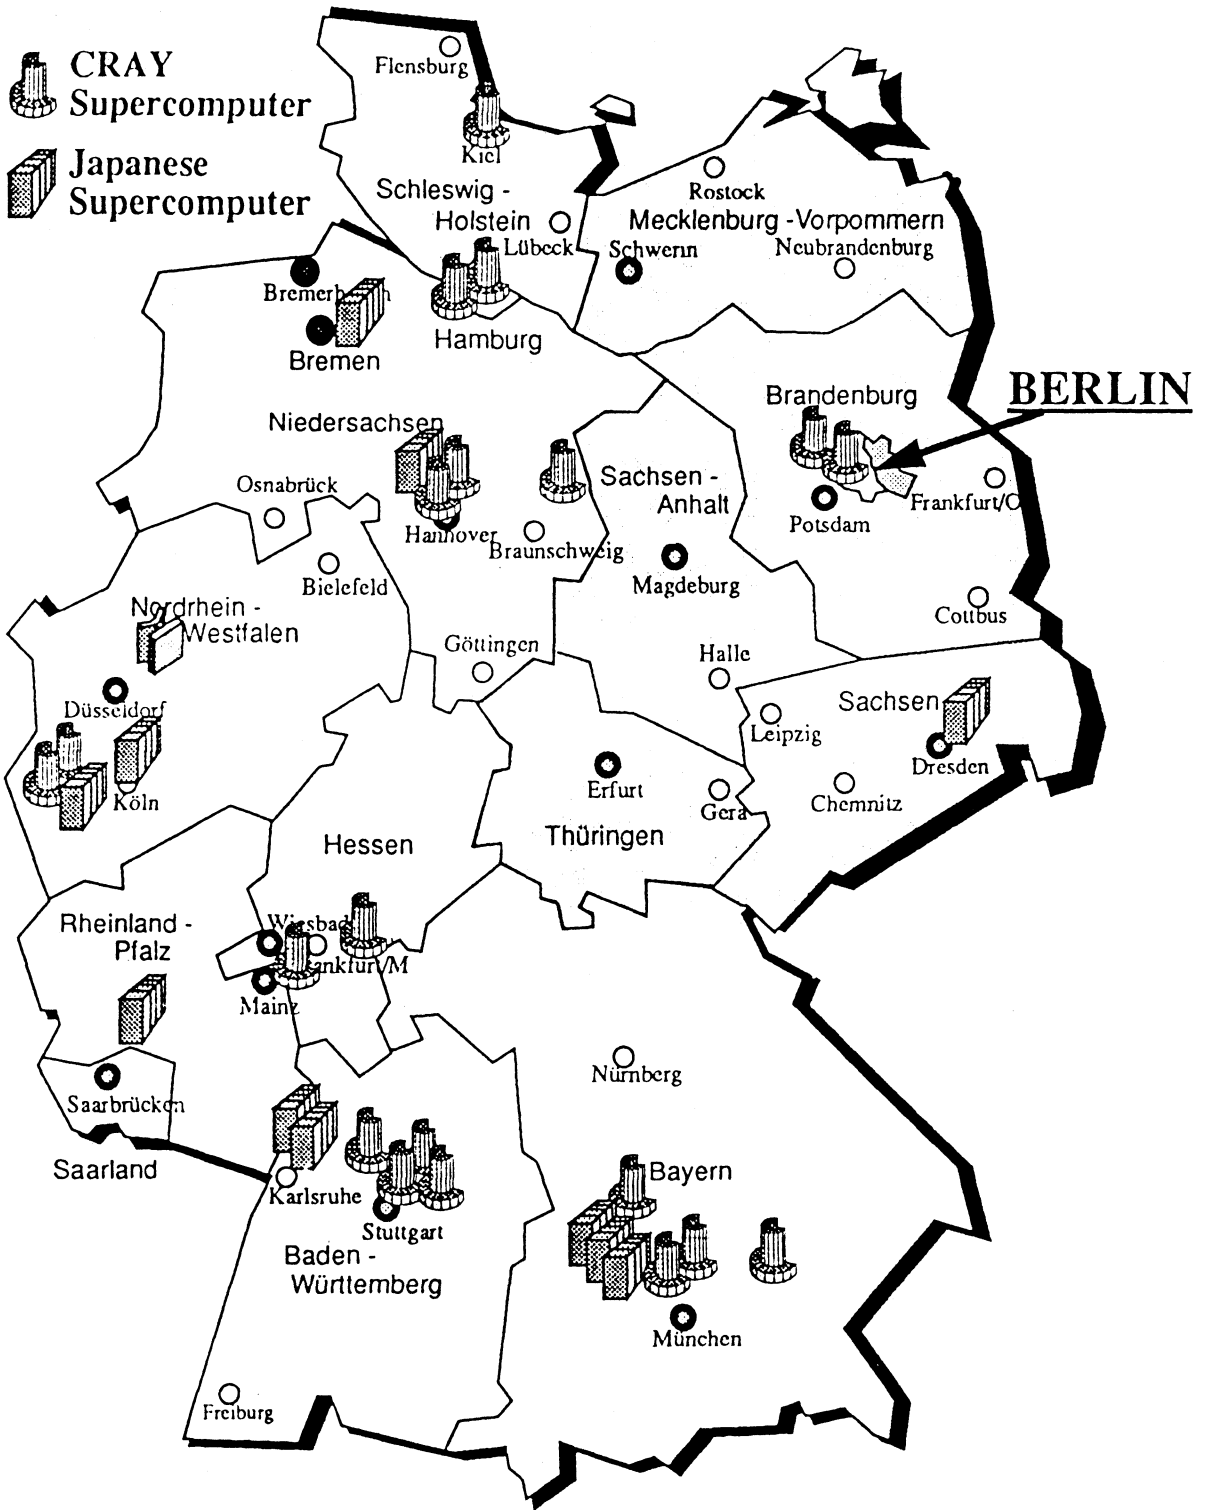 CRAY
Supercomputer
Japanese
Supercomputer
Flensburg
Kiel
Schleswig -
Holstein
Lübeck
Rostock
Mecklenburg -Vorpommern
Schwerin
Neubrandenburg
Bremen
Hamburg
BERLIN
Brandenburg
Niedersachsen
Osnabrück
Hannover
Braunschweig
Sachsen -
Anhalt
Potsdam
Frankfurt/O
Bielefeld
Magdeburg
Cottbus
Nordrhein -
Westfalen
Göttingen
Halle
Düsseldorf
Sachsen
Leipzig
Dresden
Köln
Erfurt
Gera
Chemnitz
Hessen
Thüringen
Rheinland -
Pfalz
Mainz
Nürnberg
Saarbrücken
Saarland
Karlsruhe
Stuttgart
Bayern
Baden -
Württemberg
München
Freiburg